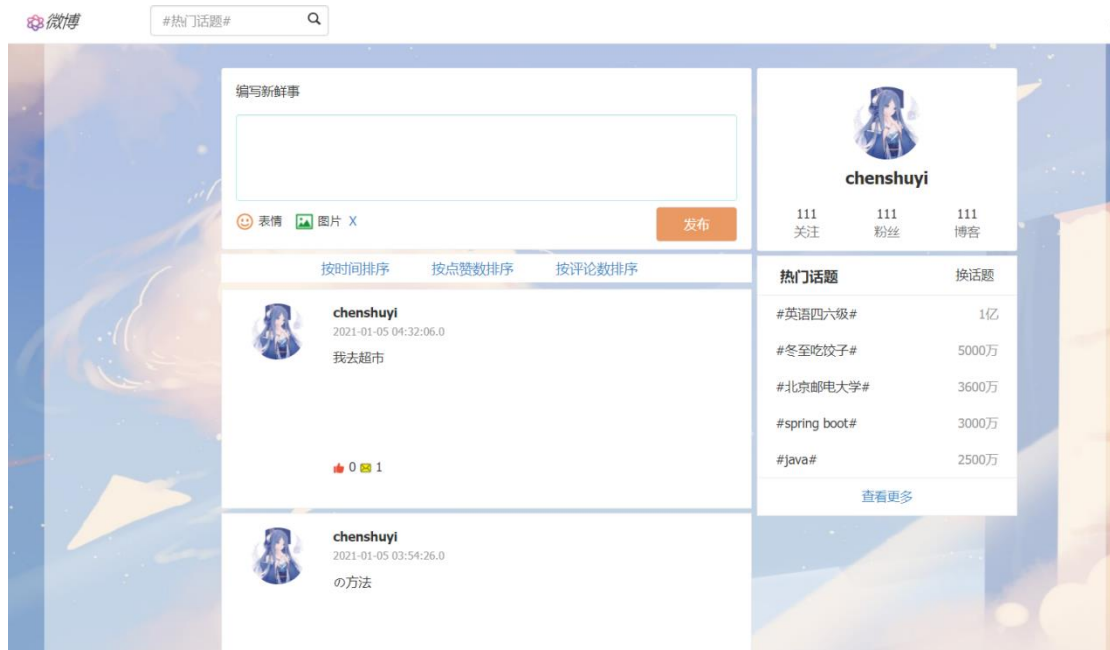 微博
#热门话题#
编写新鲜事
表情 图片 X
发布
按时间排序 按点赞数排序 按评论数排序
chenshuyi
2021-01-05 04:32:06.0
我去超市
0 1
chenshuyi
2021-01-05 03:54:26.0
の方法
chenshuyi
111 111 111
关注 粉丝 博客
热门话题 换话题
#英语四六级# 1亿
#冬至吃饺子# 5000万
#北京邮电大学# 3600万
#spring boot# 3000万
#java# 2500万
查看更多